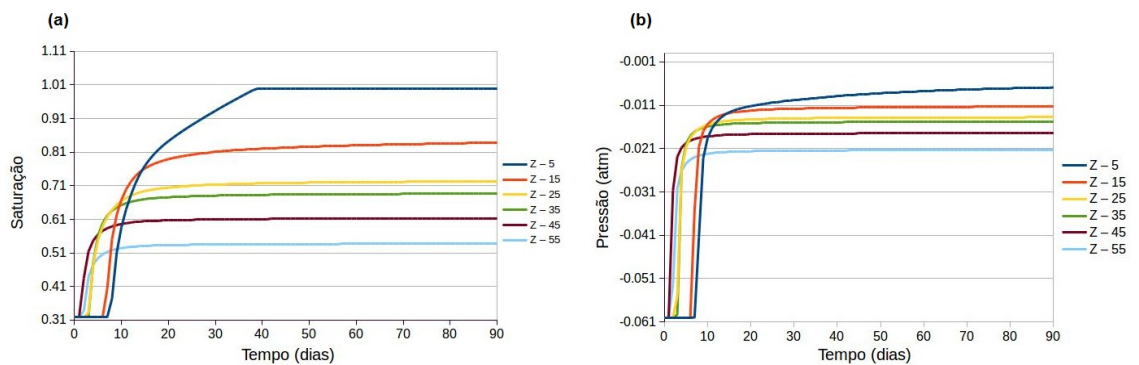 (a)
1.11
1.01
0.91
0.81
0.71
0.61
0.51
0.41
0.31
Saturação
0 10 20 30 40 50 60 70 80 90
Tempo (dias)
Z – 5
Z – 15
Z – 25
Z – 35
Z – 45
Z – 55
(b)
-0.001
-0.011
-0.021
-0.031
-0.041
-0.051
-0.061
Pressão (atm)
0 10 20 30 40 50 60 70 80 90
Tempo (dias)
Z – 5
Z – 15
Z – 25
Z – 35
Z – 45
Z – 55